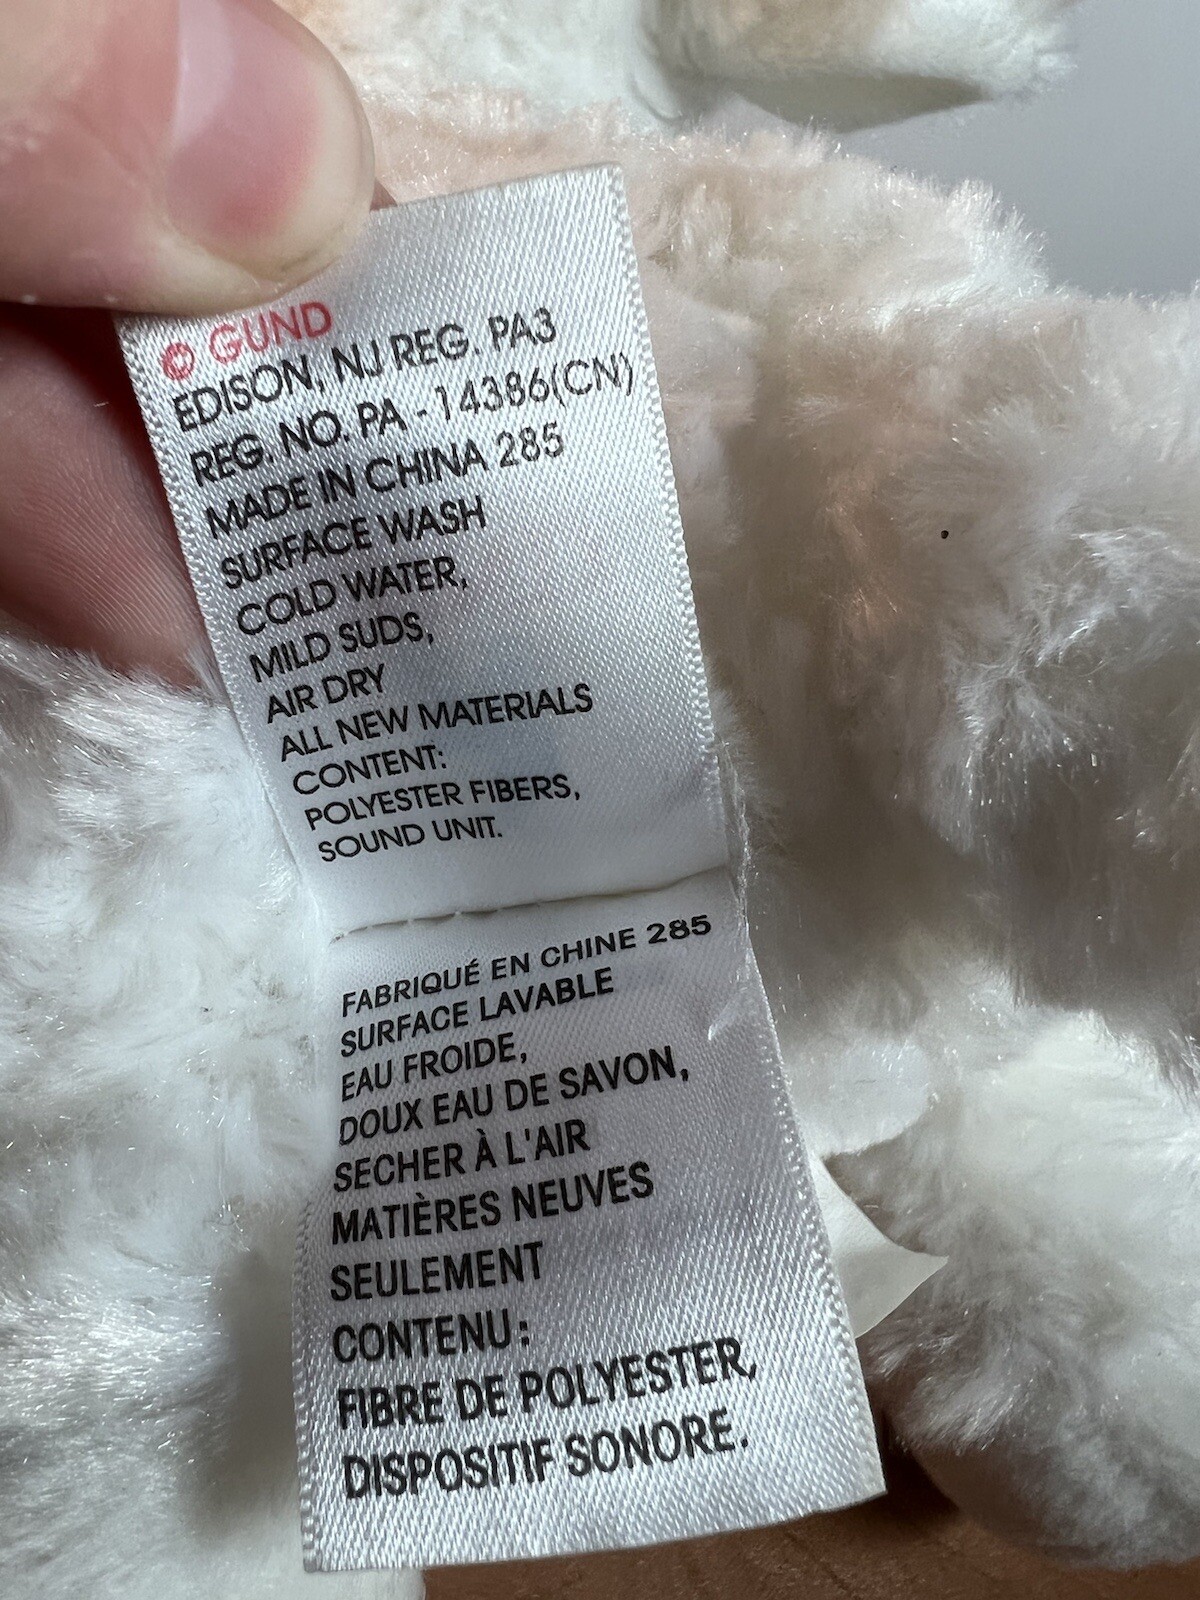 © GUND
EDISON, NJ REG. PA3
REG. NO. PA - 14386(CN)
MADE IN CHINA 285
SURFACE WASH
COLD WATER,
MILD SUDS,
AIR DRY
ALL NEW MATERIALS
CONTENT:
POLYESTER FIBERS,
SOUND UNIT.
FABRIQUÉ EN CHINE 285
SURFACE LAVABLE
EAU FROIDE,
DOUX EAU DE SAVON,
SECHER À L'AIR
MATIÈRES NEUVES
SEULEMENT
CONTENU:
FIBRE DE POLYESTER,
DISPOSITIF SONORE.